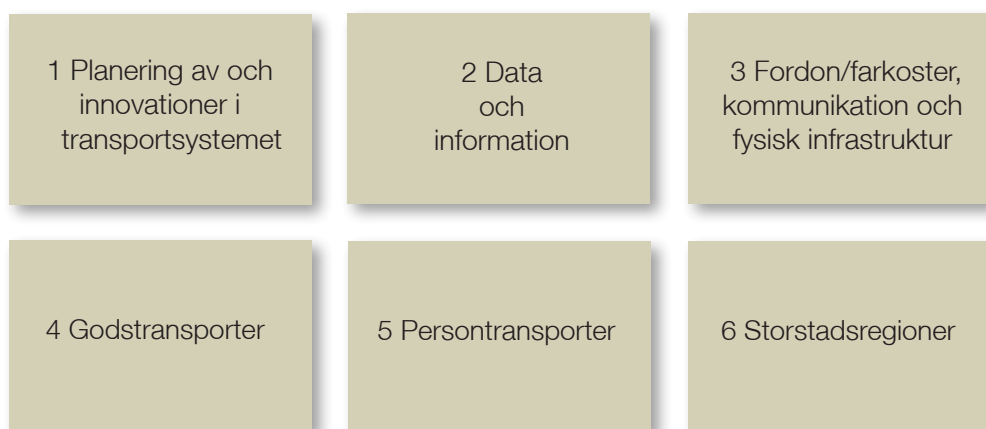 1 Planering av och
innovationer i
transportsystemet
2 Data
och
information
3 Fordon/farkoster,
kommunikation och
fysisk infrastruktur
4 Godstransporter
5 Persontransporter
6 Storstadsregioner